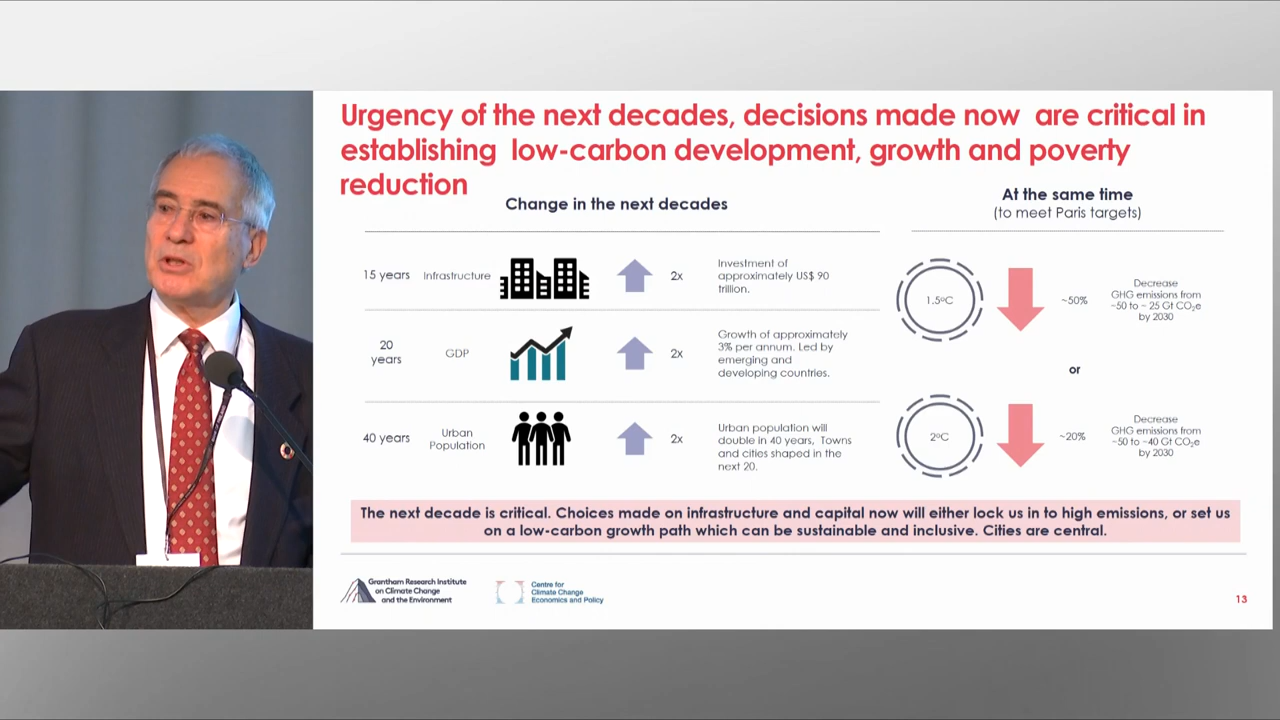 Urgency of the next decades, decisions made now are critical in
establishing low-carbon development, growth and poverty
reduction
Change in the next decades
15 years
Infrastructure
2x
Investment of
approximately US$ 90
trillion.
20
years
GDP
2x
Growth of approximately
3% per annum. Led by
emerging and
developing countries.
40 years
Urban
Population
2x
Urban population will
double in 40 years, Towns
and cities shaped in the
next 20.
At the same time
(to meet Paris targets)
1.5ºC
~50%
Decrease
GHG emissions from
~50 to ~ 25 Gt CO₂e
by 2030
or
2ºC
~20%
Decrease
GHG emissions from
~50 to ~40 Gt CO₂e
by 2030
The next decade is critical. Choices made on infrastructure and capital now will either lock us in to high emissions, or set us
on a low-carbon growth path which can be sustainable and inclusive. Cities are central.
Grantham Research Institute
on Climate Change
and the Environment
Centre for
Climate Change
Economics and Policy
13